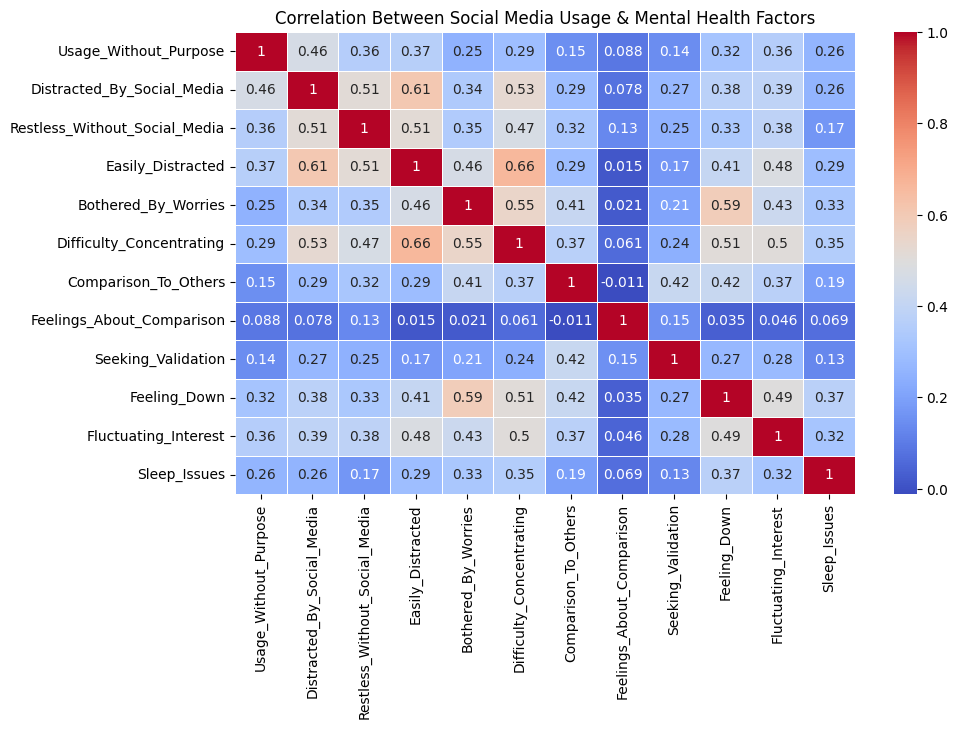 Correlation Between Social Media Usage & Mental Health Factors
Usage_Without_Purpose 1 0.46 0.36 0.37 0.25 0.29 0.15 0.088 0.14 0.32 0.36 0.26
Distracted_By_Social_Media 0.46 1 0.51 0.61 0.34 0.53 0.29 0.078 0.27 0.38 0.39 0.26
Restless_Without_Social_Media 0.36 0.51 1 0.51 0.35 0.47 0.32 0.13 0.25 0.33 0.38 0.17
Easily_Distracted 0.37 0.61 0.51 1 0.46 0.66 0.29 0.015 0.17 0.41 0.48 0.29
Bothered_By_Worries 0.25 0.34 0.35 0.46 1 0.55 0.41 0.021 0.21 0.59 0.43 0.33
Difficulty_Concentrating 0.29 0.53 0.47 0.66 0.55 1 0.37 0.061 0.24 0.51 0.5 0.35
Comparison_To_Others 0.15 0.29 0.32 0.29 0.41 0.37 1 -0.011 0.42 0.42 0.37 0.19
Feelings_About_Comparison 0.088 0.078 0.13 0.015 0.021 0.061 -0.011 1 0.15 0.035 0.046 0.069
Seeking_Validation 0.14 0.27 0.25 0.17 0.21 0.24 0.42 0.15 1 0.27 0.28 0.13
Feeling_Down 0.32 0.38 0.33 0.41 0.59 0.51 0.42 0.035 0.27 1 0.49 0.37
Fluctuating_Interest 0.36 0.39 0.38 0.48 0.43 0.5 0.37 0.046 0.28 0.49 1 0.32
Sleep_Issues 0.26 0.26 0.17 0.29 0.33 0.35 0.19 0.069 0.13 0.37 0.32 1
Usage_Without_Purpose
Distracted_By_Social_Media
Restless_Without_Social_Media
Easily_Distracted
Bothered_By_Worries
Difficulty_Concentrating
Comparison_To_Others
Feelings_About_Comparison
Seeking_Validation
Feeling_Down
Fluctuating_Interest
Sleep_Issues
1.0
0.8
0.6
0.4
0.2
0.0